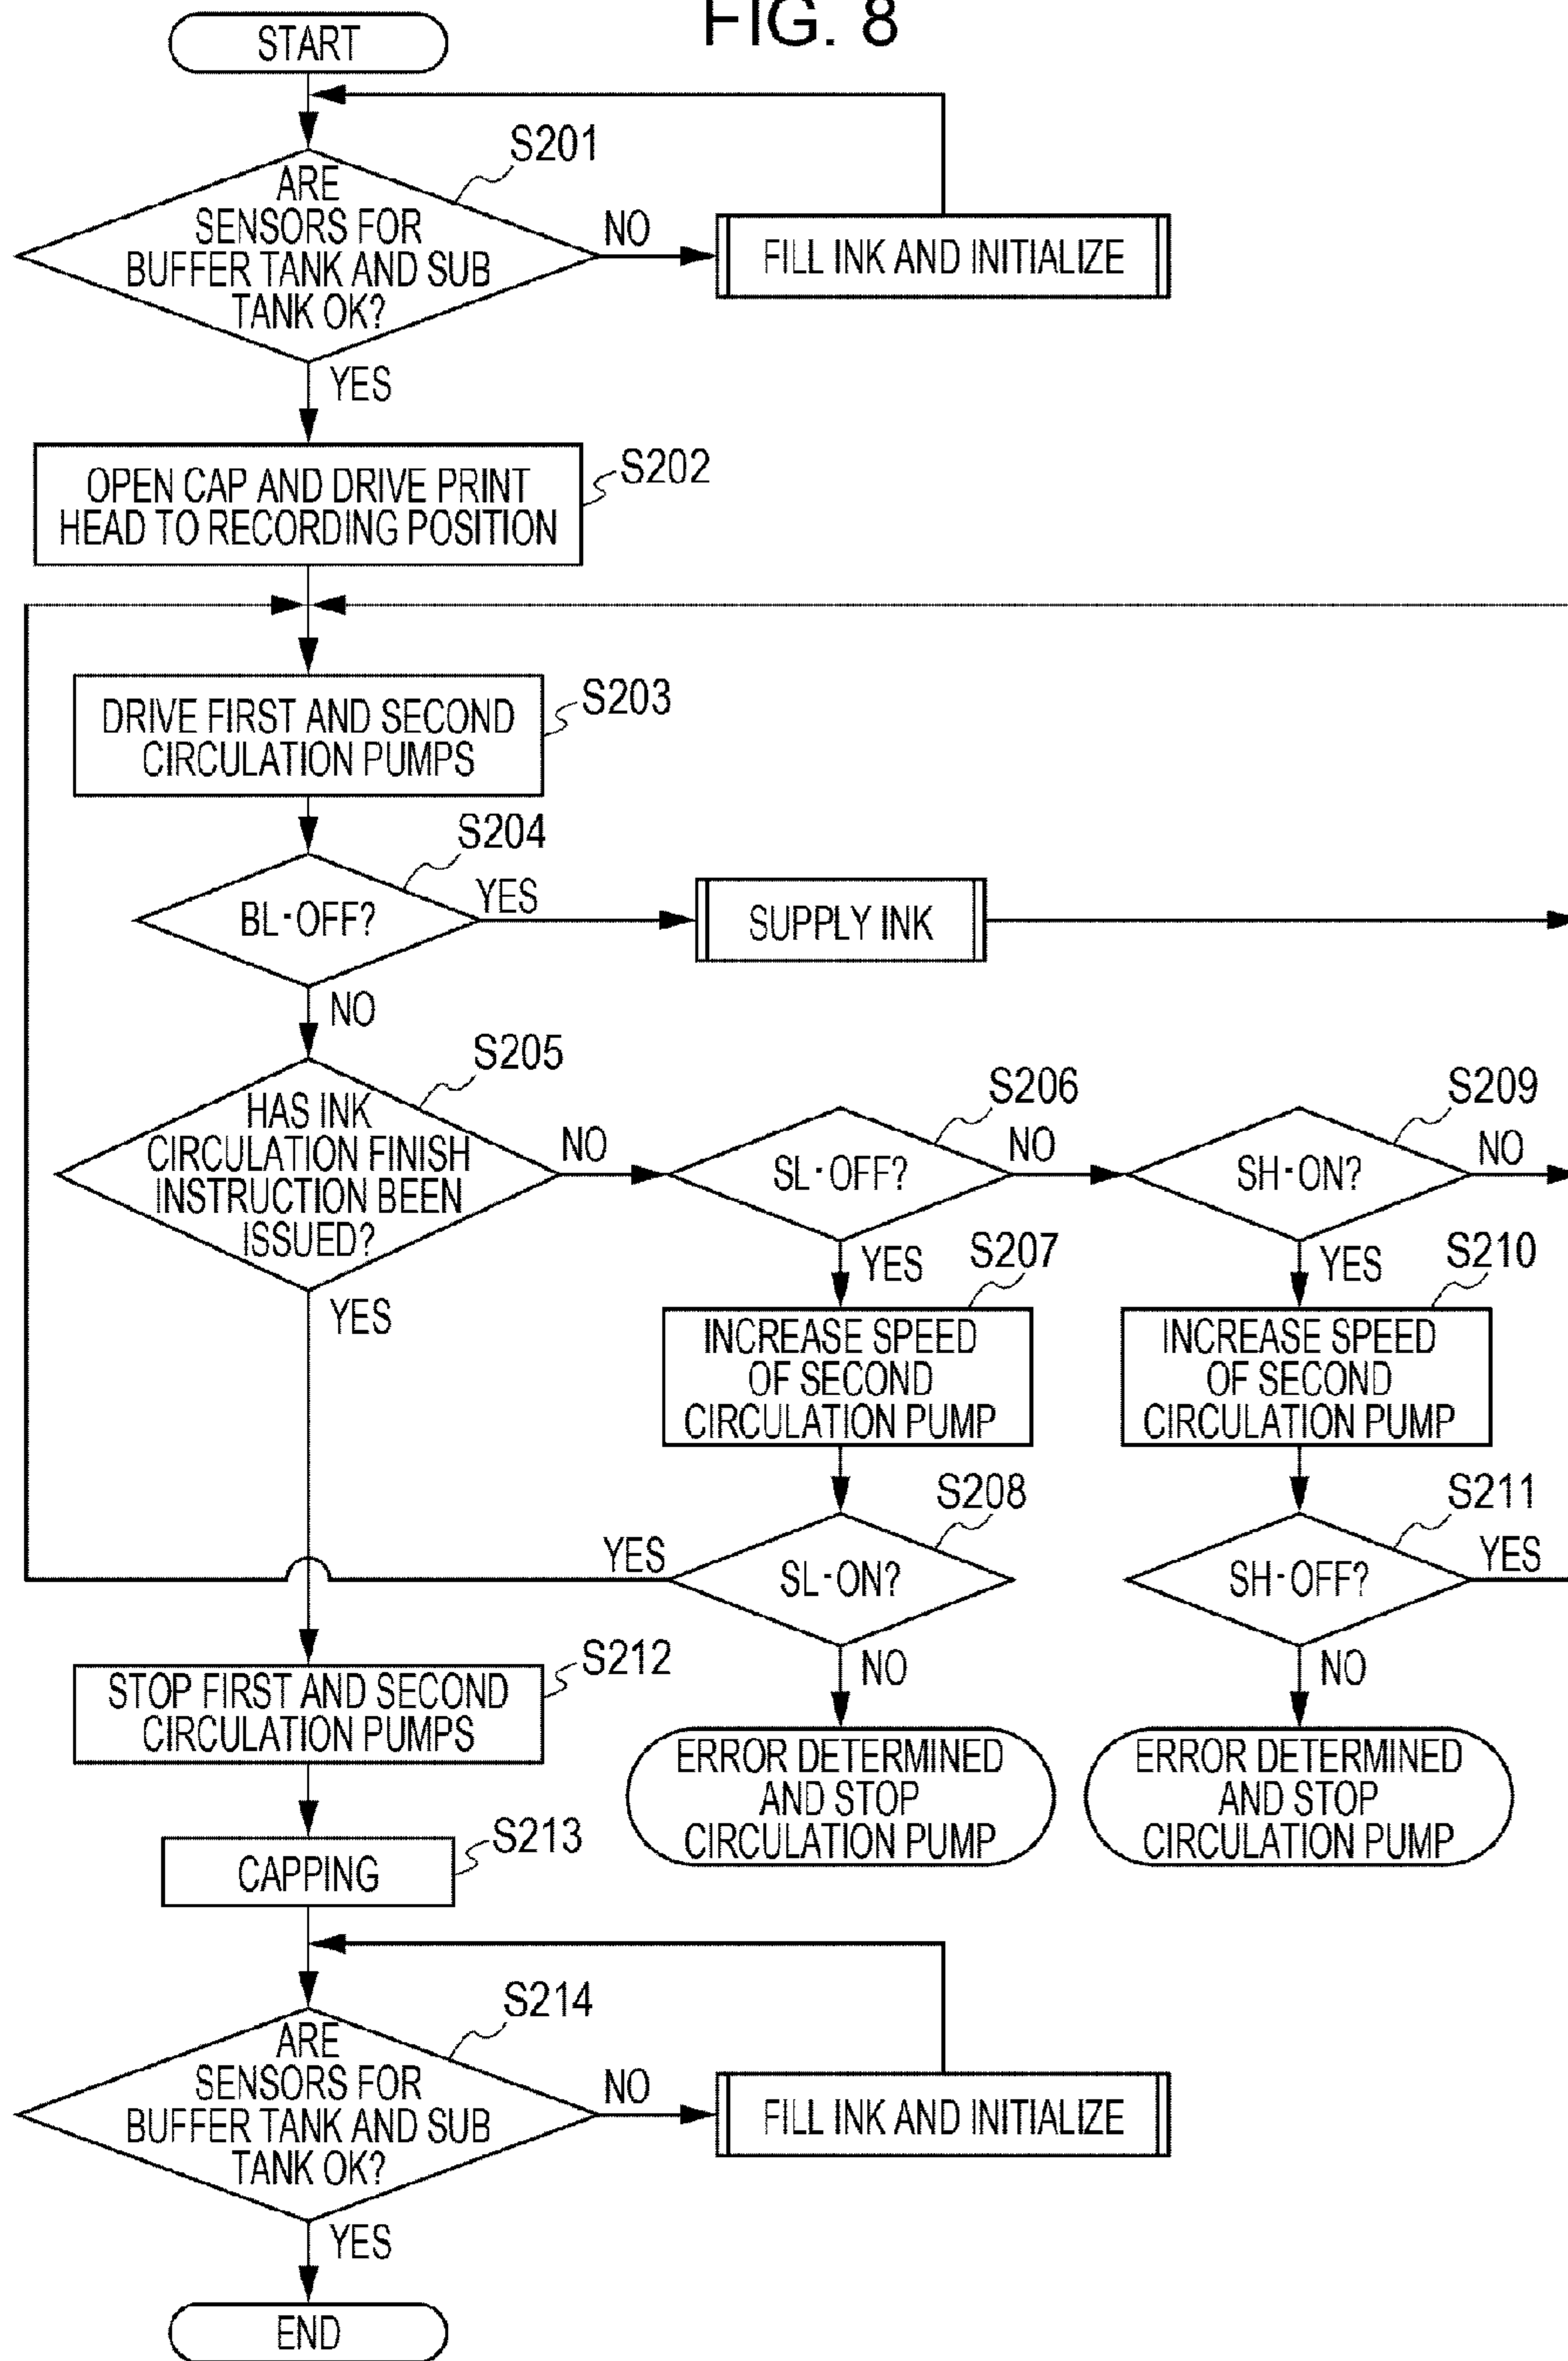 FIG. 8
START
S201
ARE
SENSORS FOR
BUFFER TANK AND SUB
TANK OK?
NO
FILL INK AND INITIALIZE
YES
S202
OPEN CAP AND DRIVE PRINT
HEAD TO RECORDING POSITION
S203
DRIVE FIRST AND SECOND
CIRCULATION PUMPS
S204
BL-OFF?
YES
SUPPLY INK
NO
S205
HAS INK
CIRCULATION FINISH
INSTRUCTION BEEN
ISSUED?
NO
YES
S206
SL-OFF?
NO
YES
S209
SH-ON?
NO
YES
S207
INCREASE SPEED
OF SECOND
CIRCULATION PUMP
S210
INCREASE SPEED
OF SECOND
CIRCULATION PUMP
S208
YES
SL-ON?
NO
S211
SH-OFF?
YES
NO
ERROR DETERMINED
AND STOP
CIRCULATION PUMP
ERROR DETERMINED
AND STOP
CIRCULATION PUMP
S212
STOP FIRST AND SECOND
CIRCULATION PUMPS
S213
CAPPING
S214
ARE
SENSORS FOR
BUFFER TANK AND SUB
TANK OK?
NO
FILL INK AND INITIALIZE
YES
END